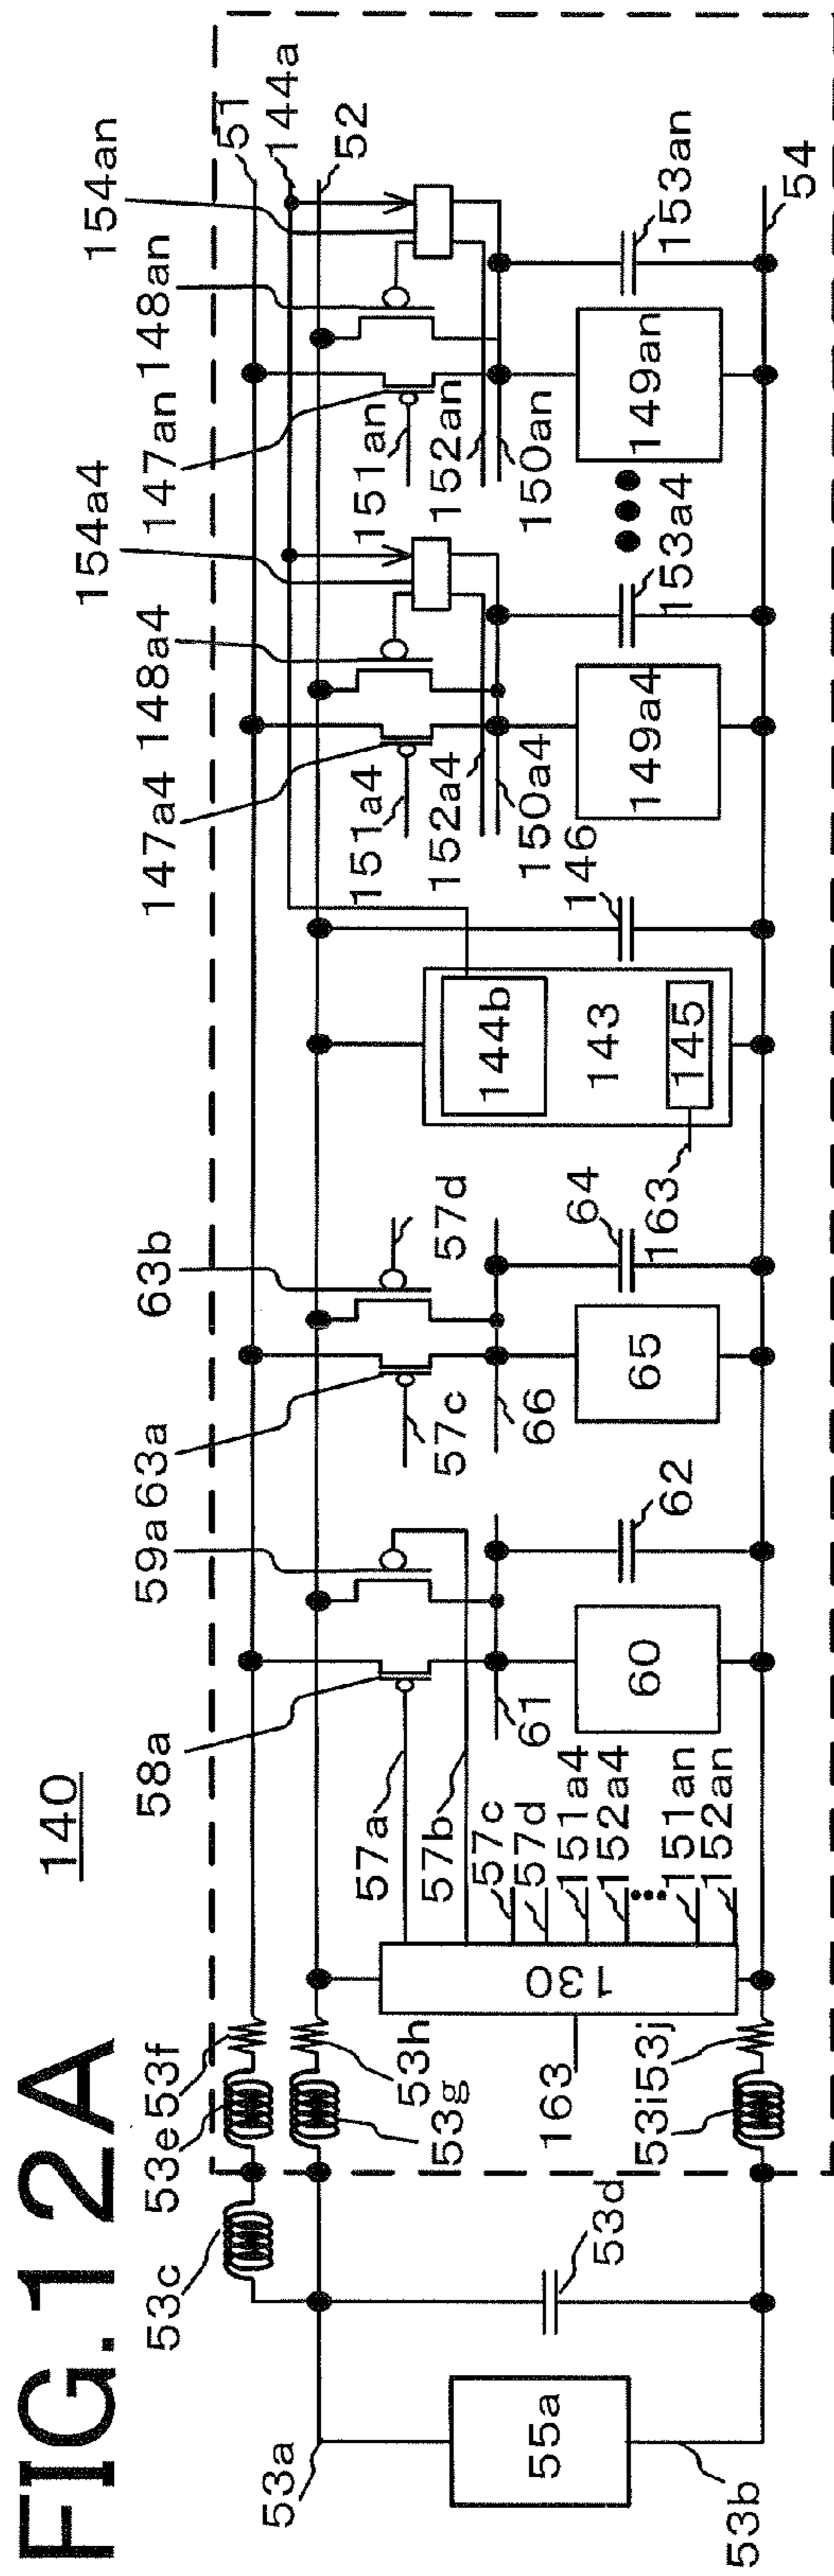 FIG.12A
140
53c
53e
53f
58a
59a
63a
63b
147a4
148a4
154a4
147an
148an
154an
51
144a
52
53a
53g
53h
57a
57b
57c
57d
151a4
152a4
151an
152an
163
130
61
62
60
57c
57d
66
64
65
144b
143
145
163
146
151a4
152a4
150a4
149a4
153a4
151an
152an
150an
149an
153an
54
55a
53b
53d
53i
53j